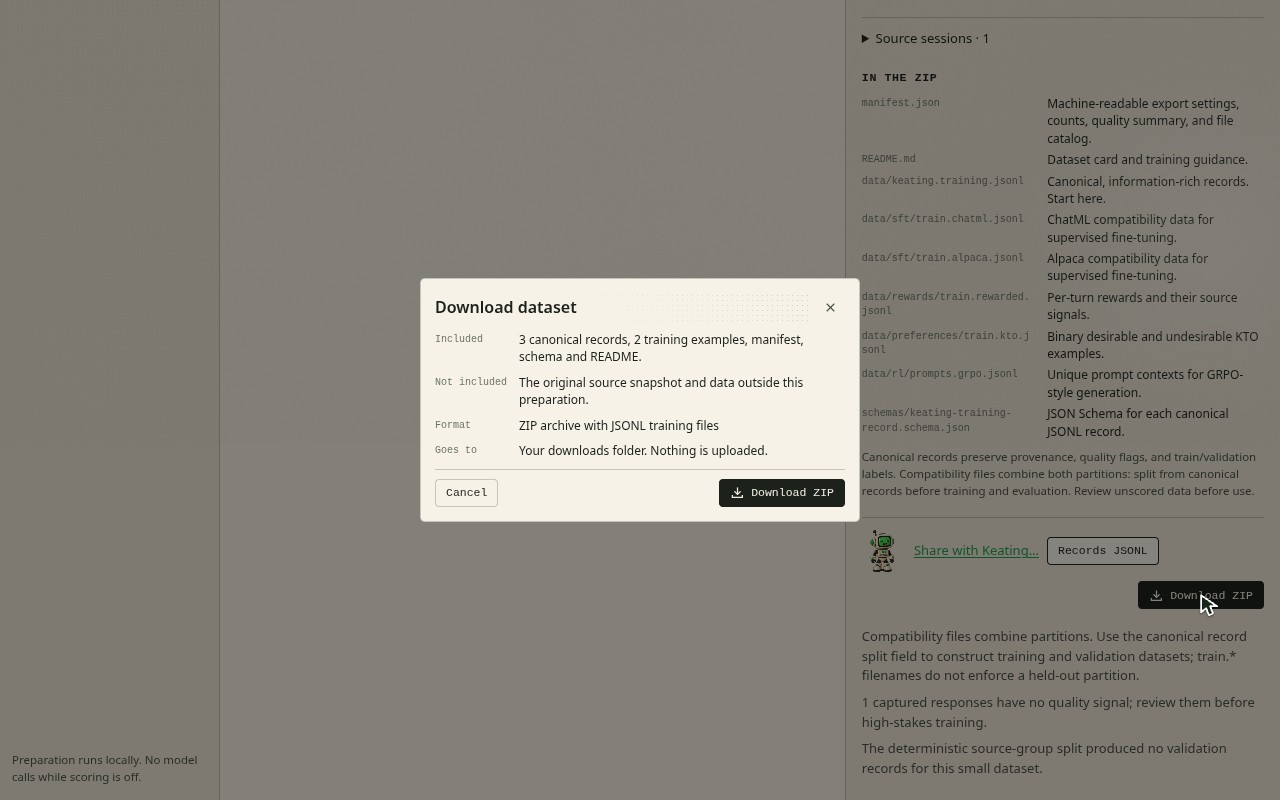 ▶ Source sessions · 1
IN THE ZIP
manifest.json
Machine-readable export settings,
counts, quality summary, and file
catalog.
README.md
Dataset card and training guidance.
data/keating.training.jsonl
Canonical, information-rich records.
Start here.
data/sft/train.chatml.jsonl
ChatML compatibility data for
supervised fine-tuning.
data/sft/train.alpaca.jsonl
Alpaca compatibility data for
supervised fine-tuning.
data/rewards/train.rewarded.
jsonl
Per-turn rewards and their source
signals.
data/preferences/train.kto.j
sonl
Binary desirable and undesirable KTO
examples.
data/rl/prompts.grpo.jsonl
Unique prompt contexts for GRPO-
style generation.
schemas/keating-training-
record.schema.json
JSON Schema for each canonical
JSONL record.
Canonical records preserve provenance, quality flags, and train/validation
labels. Compatibility files combine both partitions: split from canonical
records before training and evaluation. Review unscored data before use.
Share with Keating...
Records JSONL
Download ZIP
Compatibility files combine partitions. Use the canonical record
split field to construct training and validation datasets; train.*
filenames do not enforce a held-out partition.
1 captured responses have no quality signal; review them before
high-stakes training.
The deterministic source-group split produced no validation
records for this small dataset.
Download dataset
Included
3 canonical records, 2 training examples, manifest,
schema and README.
Not included
The original source snapshot and data outside this
preparation.
Format
ZIP archive with JSONL training files
Goes to
Your downloads folder. Nothing is uploaded.
Cancel
Download ZIP
Preparation runs locally. No model
calls while scoring is off.